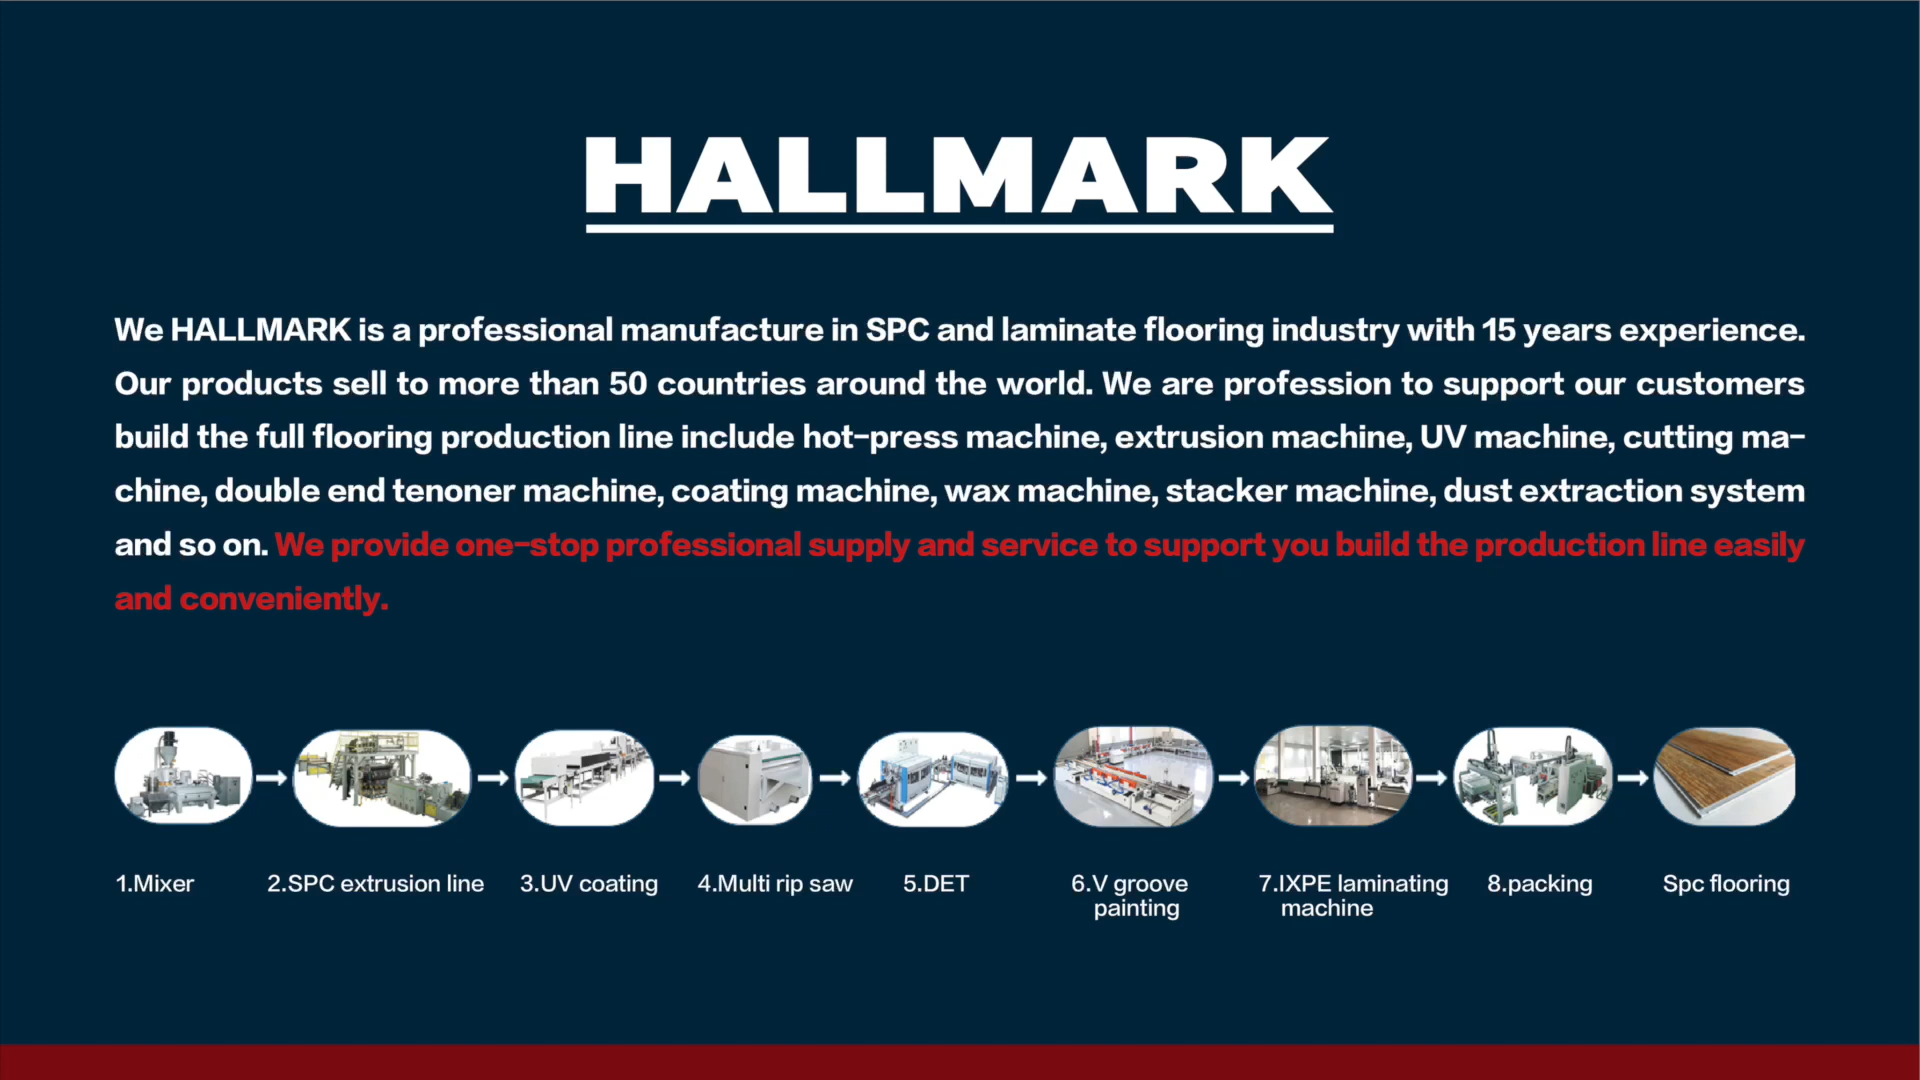 HALLMARK
We HALLMARK is a professional manufacture in SPC and laminate flooring industry with 15 years experience.
Our products sell to more than 50 countries around the world. We are profession to support our customers
build the full flooring production line include hot-press machine, extrusion machine, UV machine, cutting ma-
chine, double end tenoner machine, coating machine, wax machine, stacker machine, dust extraction system
and so on. We provide one-stop professional supply and service to support you build the production line easily
and conveniently.
1.Mixer
2.SPC extrusion line
3.UV coating
4.Multi rip saw
5.DET
6.V groove
painting
7.IXPE laminating
machine
8.packing
Spc flooring